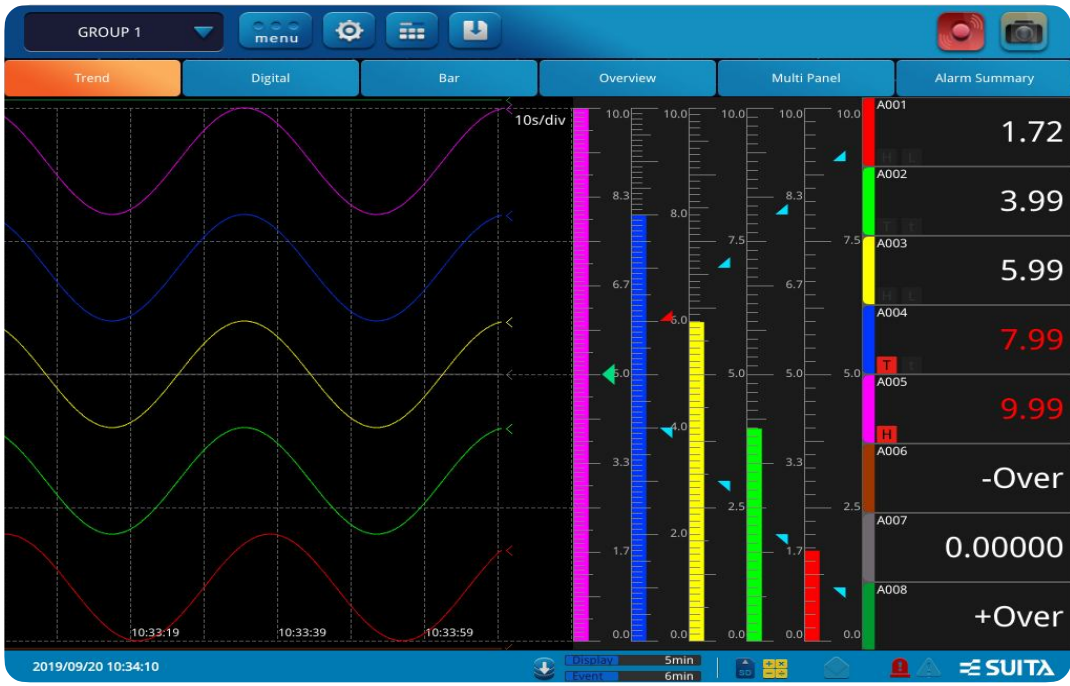 GROUP 1
menu
Trend Digital Bar Overview Multi Panel Alarm Summary
10s/div
10.0 10.0 10.0 10.0 10.0
8.3 8.0 7.5 8.3 7.5
6.7 6.0 6.7
5.0 5.0 5.0 5.0
4.0
3.3 2.5 3.3 2.5
1.7 2.0 1.7
0.0 0.0 0.0 0.0 0.0
10:33:19 10:33:39 10:33:59
A001
1.72
H L
A002
3.99
T t
A003
5.99
H L
A004
7.99
T t
A005
9.99
H
A006
-Over
A007
0.00000
A008
+Over
2019/09/20 10:34:10
Display 5min
Event 6min
SD
SUITA